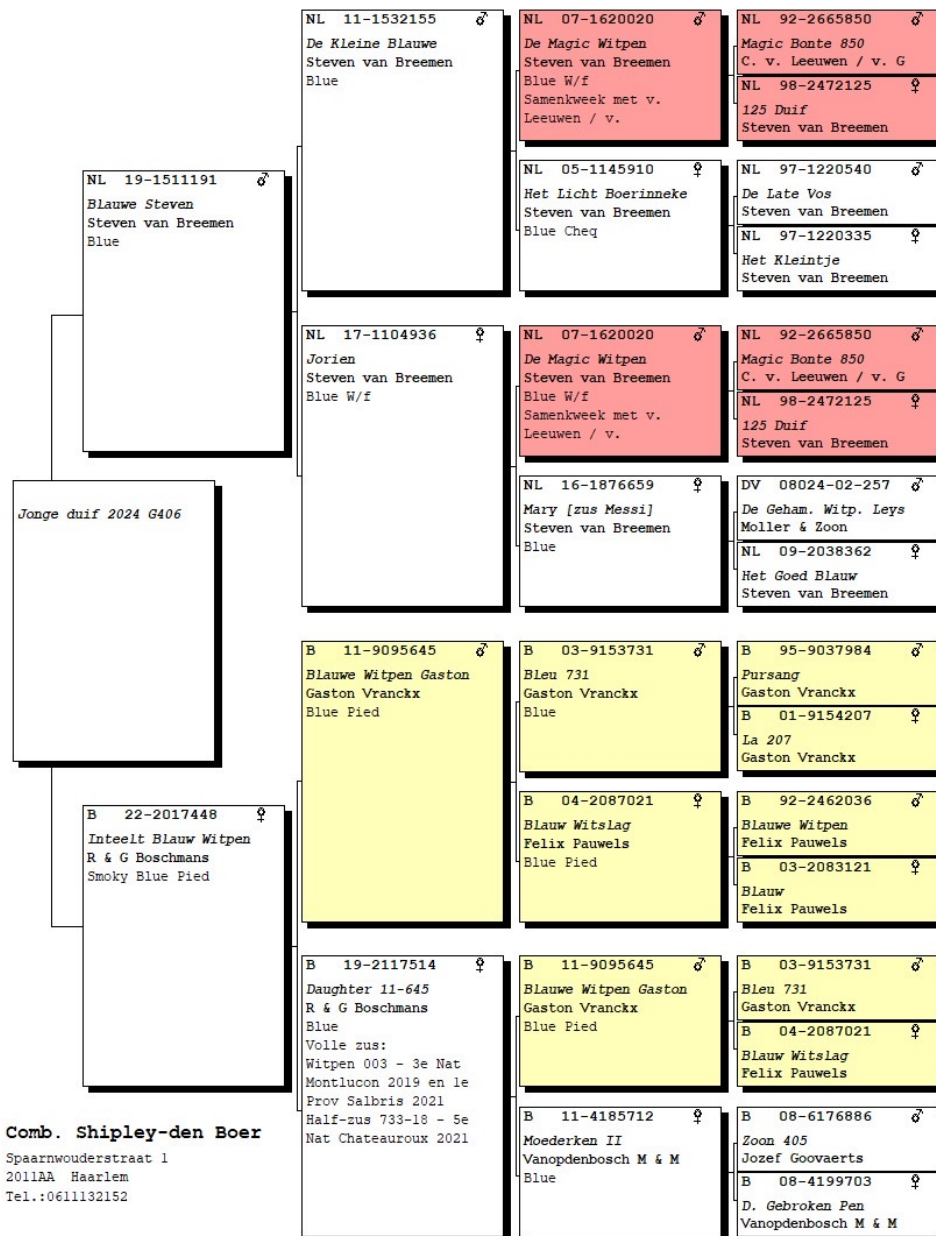 Jonge duif 2024 G406
NL 19-1511191 ♂
Blauwe Steven
Steven van Breemen
Blue
B 22-2017448 ♀
Inteelt Blauw Witpen
R & G Boschmans
Smoky Blue Pied
NL 11-1532155 ♂
De Kleine Blauwe
Steven van Breemen
Blue
NL 17-1104936 ♀
Jorien
Steven van Breemen
Blue W/f
B 11-9095645 ♂
Blauwe Witpen Gaston
Gaston Vranckx
Blue Pied
B 19-2117514 ♀
Daughter 11-645
R & G Boschmans
Blue
Volle zus:
Witpen 003 - 3e Nat
Montlucon 2019 en 1e
Prov Salbris 2021
Half-zus 733-18 - 5e
Nat Chateauroux 2021
NL 07-1620020 ♂
De Magic Witpen
Steven van Breemen
Blue W/f
Samenkweek met v.
Leeuwen / v.
NL 05-1145910 ♀
Het Licht Boerinneke
Steven van Breemen
Blue Cheq
NL 07-1620020 ♂
De Magic Witpen
Steven van Breemen
Blue W/f
Samenkweek met v.
Leeuwen / v.
NL 16-1876659 ♀
Mary [zus Messi]
Steven van Breemen
Blue
B 03-9153731 ♂
Bleu 731
Gaston Vranckx
Blue
B 04-2087021 ♀
Blauw Witslag
Felix Pauwels
Blue Pied
B 11-9095645 ♂
Blauwe Witpen Gaston
Gaston Vranckx
Blue Pied
B 11-4185712 ♀
Moederken II
Vanopdenbosch M & M
Blue
NL 92-2665850 ♂
Magic Bonte 850
C. v. Leeuwen / v. G
NL 98-2472125 ♀
125 Duif
Steven van Breemen
NL 97-1220540 ♂
De Late Vos
Steven van Breemen
NL 97-1220335 ♀
Het Kleintje
Steven van Breemen
NL 92-2665850 ♂
Magic Bonte 850
C. v. Leeuwen / v. G
NL 98-2472125 ♀
125 Duif
Steven van Breemen
DV 08024-02-257 ♂
De Geham. Witp. Leys
Moller & Zoon
NL 09-2038362 ♀
Het Goed Blauw
Steven van Breemen
B 95-9037984 ♂
Pursang
Gaston Vranckx
B 01-9154207 ♀
La 207
Gaston Vranckx
B 92-2462036 ♂
Blauwe Witpen
Felix Pauwels
B 03-2083121 ♀
Blauw
Felix Pauwels
B 03-9153731 ♂
Bleu 731
Gaston Vranckx
B 04-2087021 ♀
Blauw Witslag
Felix Pauwels
B 08-6176886 ♂
Zoon 405
Jozef Goovaerts
B 08-4199703 ♀
D. Gebroken Pen
Vanopdenbosch M & M
Comb. Shipley-den Boer
Spaarnwouderstraat 1
2011AA Haarlem
Tel.:0611132152